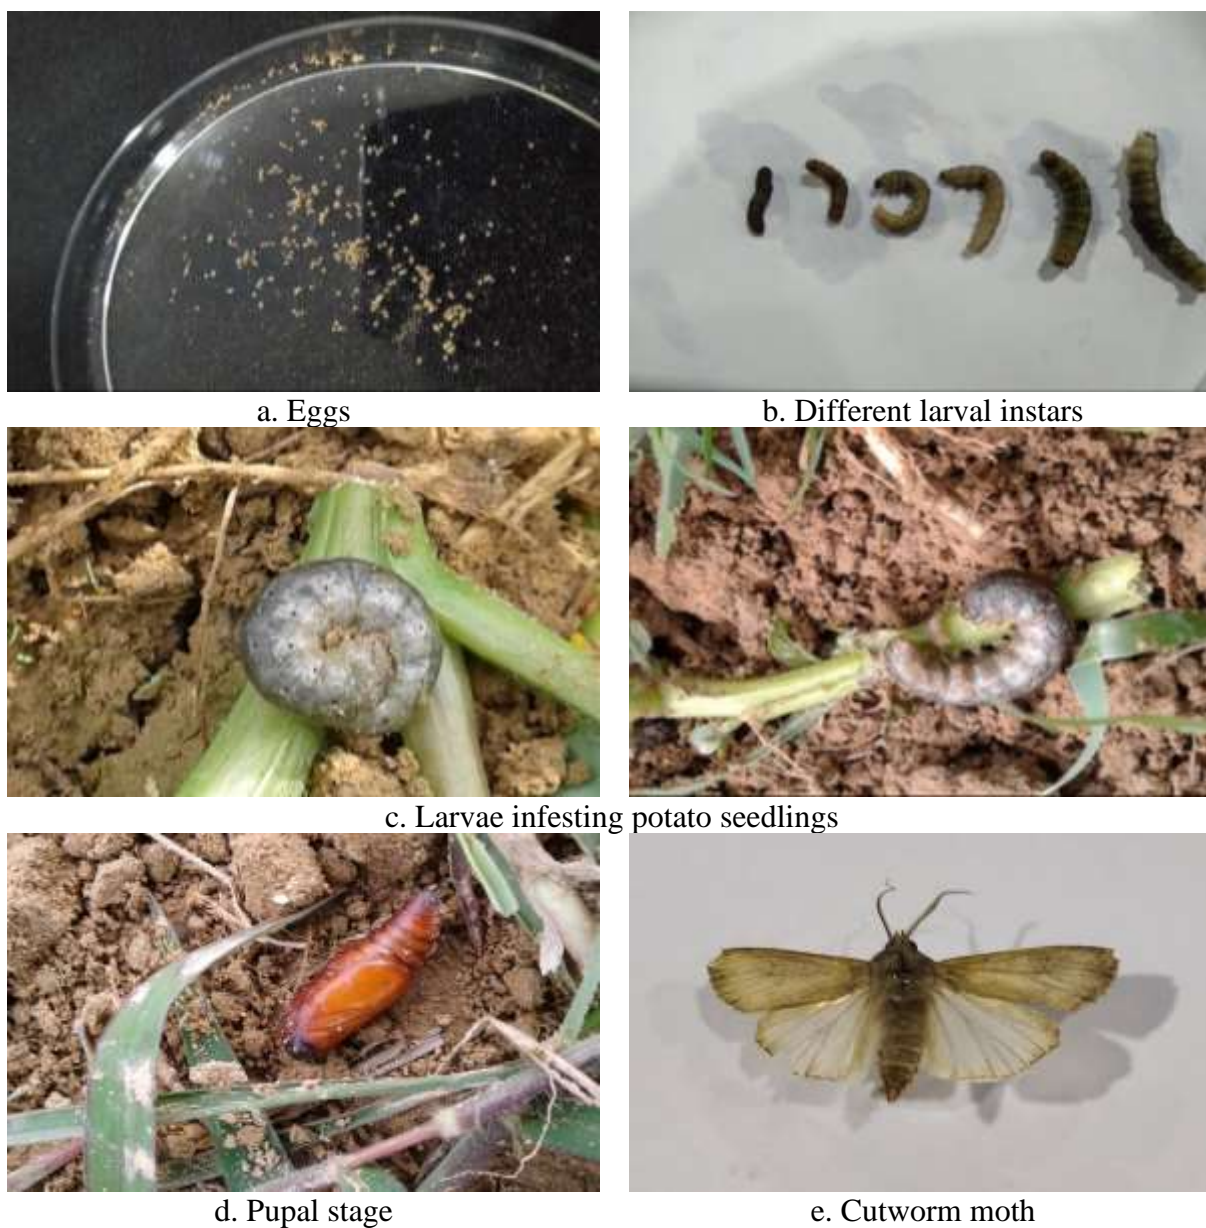 a. Eggs
b. Different larval instars
c. Larvae infesting potato seedlings
d. Pupal stage
e. Cutworm moth